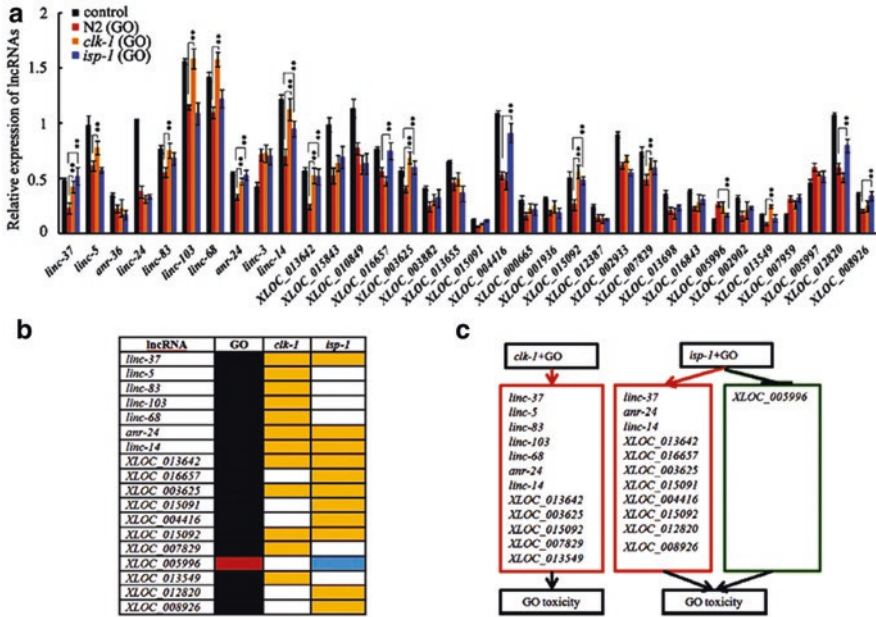 a
Relative expression of lncRNAs
2
1.5
1
0.5
0
control
N2 (GO)
clk-1 (GO)
isp-1 (GO)
** ** ** ** ** ** ** ** ** ** ** ** ** ** ** ** ** ** ** ** ** ** ** ** **
linc-37
linc-5
anr-36
linc-24
linc-83
linc-103
linc-68
anr-24
linc-3
linc-14
XLOC_013642
XLOC_015843
XLOC_010849
XLOC_016657
XLOC_003625
XLOC_003882
XLOC_013655
XLOC_015091
XLOC_004416
XLOC_000665
XLOC_001936
XLOC_015092
XLOC_012387
XLOC_002933
XLOC_007829
XLOC_013698
XLOC_016843
XLOC_005996
XLOC_002902
XLOC_013549
XLOC_007959
XLOC_005997
XLOC_012820
XLOC_008926
b
lncRNA GO clk-1 isp-1
linc-37
linc-5
linc-83
linc-103
linc-68
anr-24
linc-14
XLOC_013642
XLOC_016657
XLOC_003625
XLOC_015091
XLOC_004416
XLOC_015092
XLOC_007829
XLOC_005996
XLOC_013549
XLOC_012820
XLOC_008926
c
clk-1+GO
linc-37
linc-5
linc-83
linc-103
linc-68
anr-24
linc-14
XLOC_013642
XLOC_003625
XLOC_015092
XLOC_007829
XLOC_013549
GO toxicity
isp-1+GO
linc-37
anr-24
linc-14
XLOC_013642
XLOC_016657
XLOC_003625
XLOC_015091
XLOC_004416
XLOC_015092
XLOC_012820
XLOC_008926
XLOC_005996
GO toxicity